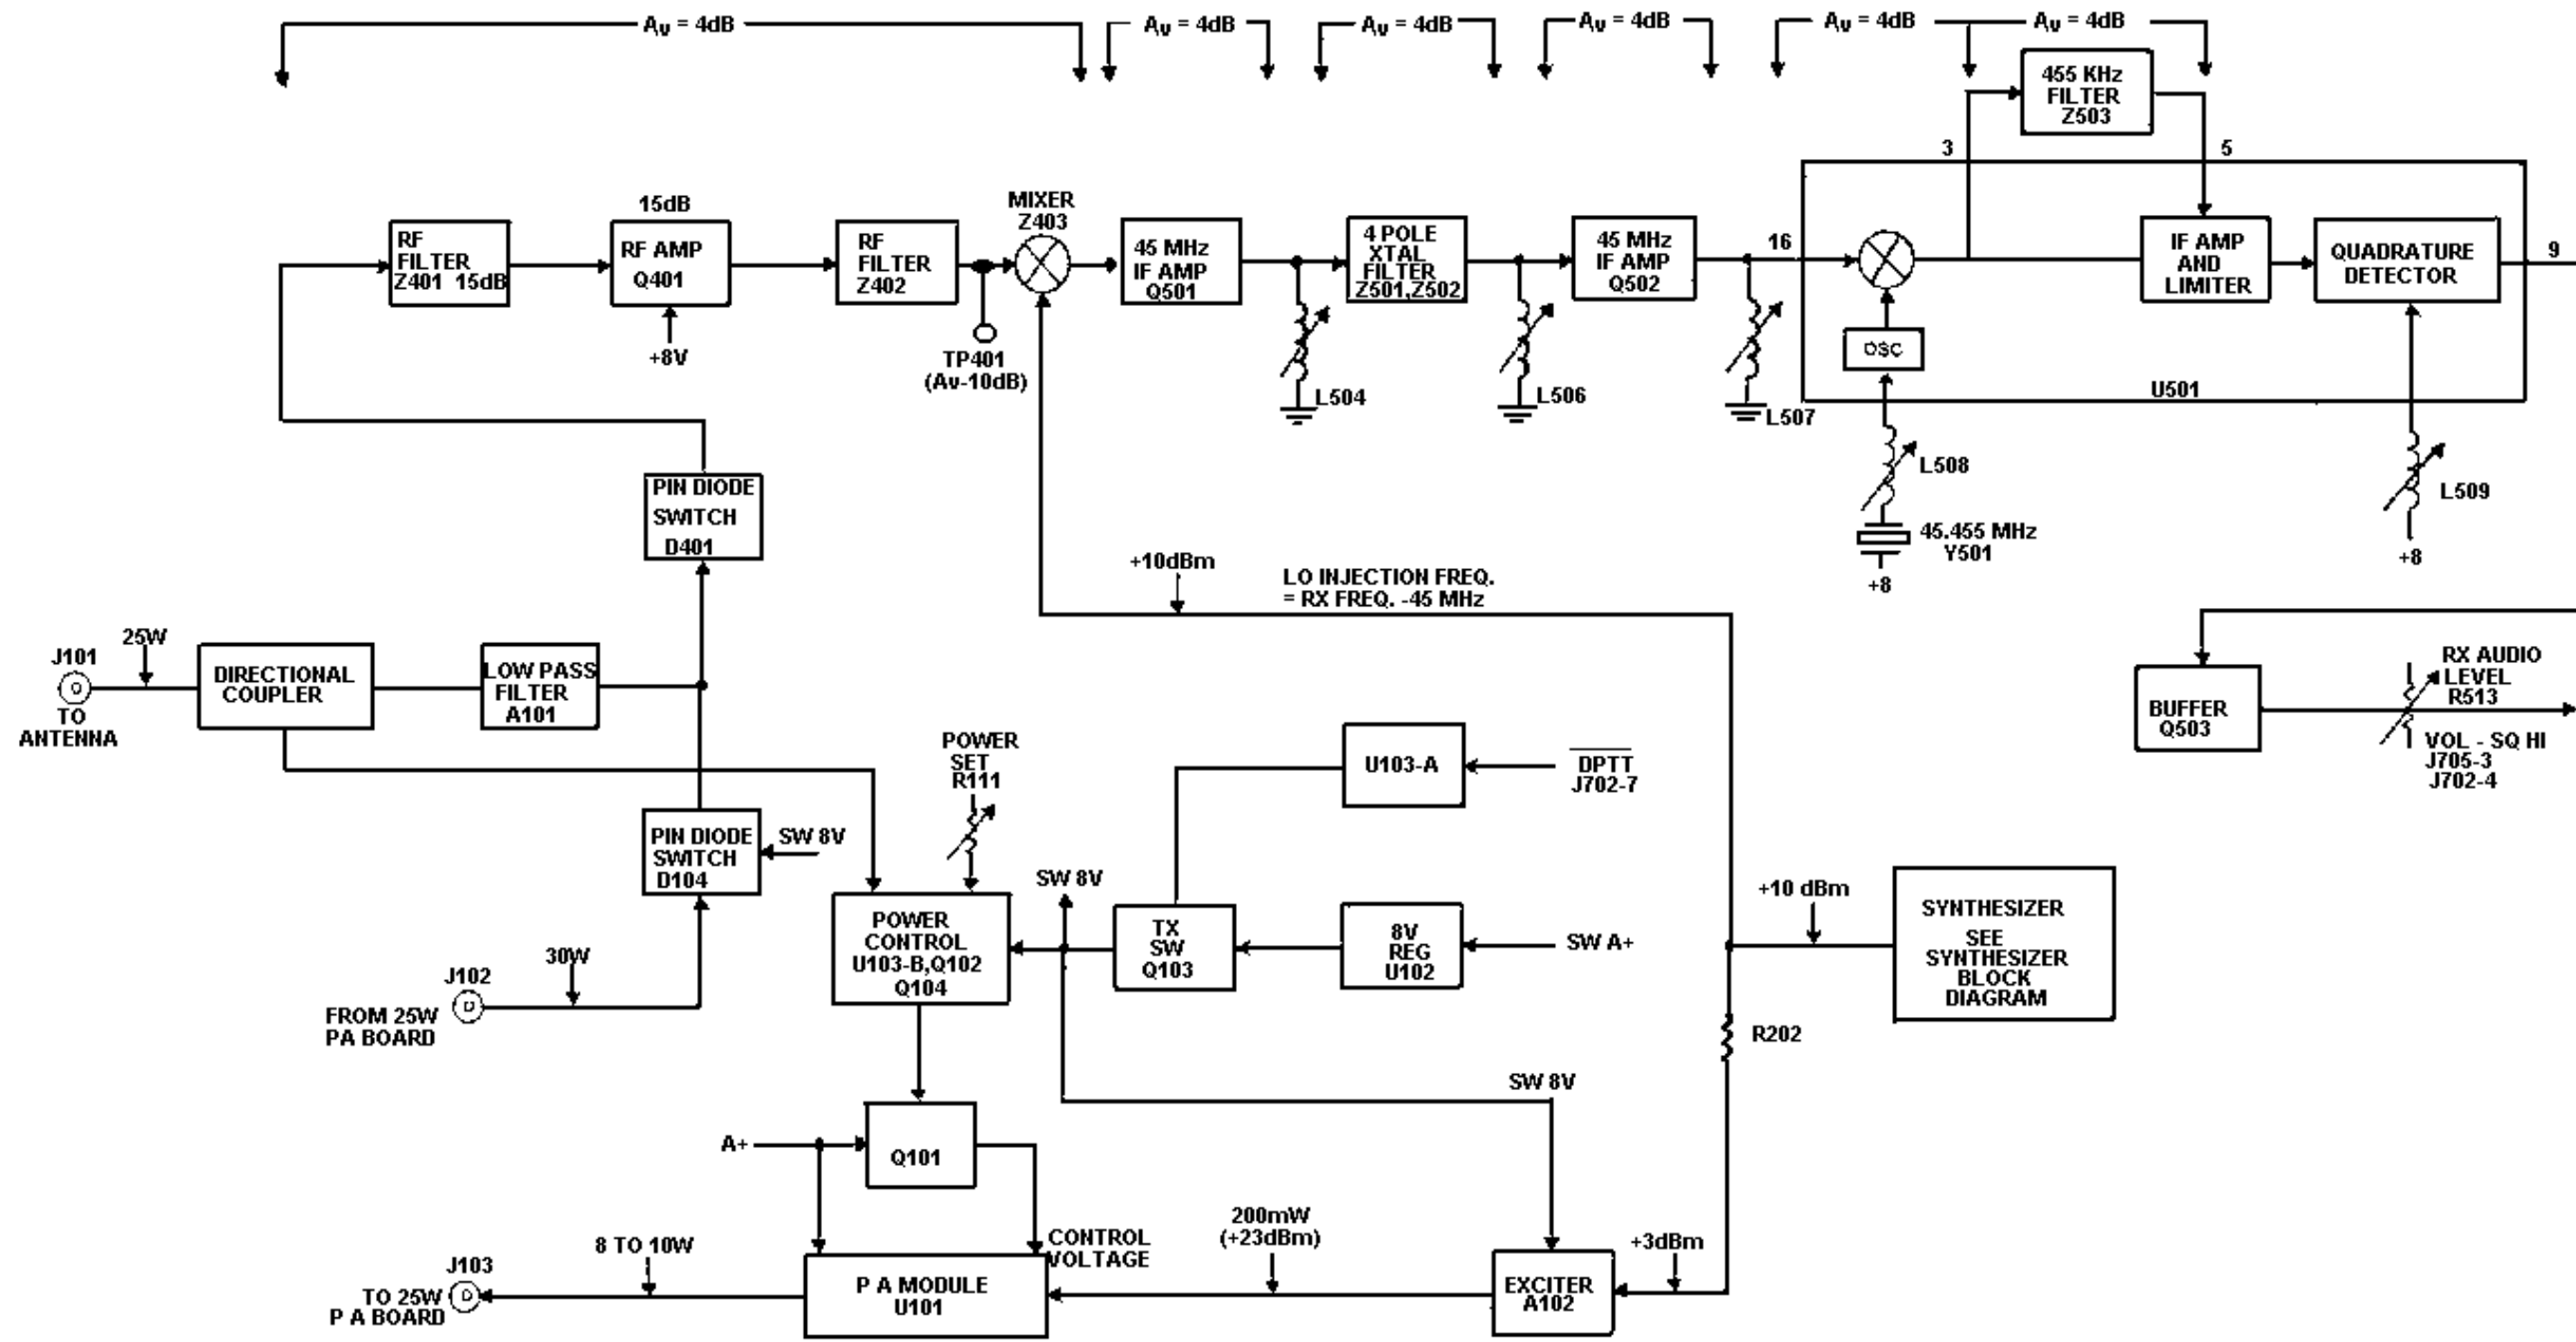 Av = 4dB
Av = 4dB
Av = 4dB
Av = 4dB
Av = 4dB
Av = 4dB
455 KHz
FILTER
Z503
3
5
RF
FILTER
Z401 15dB
15dB
RF AMP
Q401
+8V
RF
FILTER
Z402
TP401
(Av-10dB)
MIXER
Z403
45 MHz
IF AMP
Q501
L504
4 POLE
XTAL
FILTER
Z501,Z502
L506
45 MHz
IF AMP
Q502
16
L507
OSC
IF AMP
AND
LIMITER
QUADRATURE
DETECTOR
9
U501
L508
45.455 MHz
Y501
+8
L509
+8
PIN DIODE
SWITCH
D401
+10dBm
LO INJECTION FREQ.
= RX FREQ. -45 MHz
J101
TO
ANTENNA
25W
DIRECTIONAL
COUPLER
LOW PASS
FILTER
A101
BUFFER
Q503
RX AUDIO
LEVEL
R513
VOL - SQ HI
J705-3
J702-4
POWER
SET
R111
U103-A
DPTT
J702-7
PIN DIODE
SWITCH
D104
SW 8V
J102
FROM 25W
PA BOARD
30W
POWER
CONTROL
U103-B,Q102
Q104
SW 8V
TX
SW
Q103
8V
REG
U102
SW A+
+10 dBm
SYNTHESIZER
SEE
SYNTHESIZER
BLOCK
DIAGRAM
R202
SW 8V
A+
Q101
CONTROL
VOLTAGE
J103
TO 25W
P A BOARD
8 TO 10W
P A MODULE
U101
200mW
(+23dBm)
EXCITER
A102
+3dBm